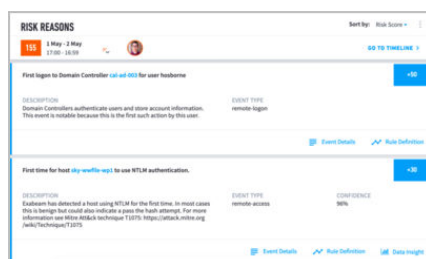 RISK REASONS
Sort by: Risk Score
155
1 May - 2 May
17:00 - 16:59
GO TO TIMELINE >
First logon to Domain Controller cal-ad-003 for user hosborne
+50
DESCRIPTION
EVENT TYPE
Domain Controllers authenticate users and store account information.
remote-logon
This event is notable because this is the first such action by this user.
Event Details
Rule Definition
First time for host sky-wwfile-wp1 to use NTLM authentication.
+30
DESCRIPTION
EVENT TYPE
CONFIDENCE
Exabeam has detected a host using NTLM for the first time. In most cases
remote-access
96%
this is benign but could also indicate a pass the hash attempt. For more
information see Mitre Att&ck technique T1075: https://attack.mitre.org
/wiki/Technique/T1075
Event Details
Rule Definition
Data Insight